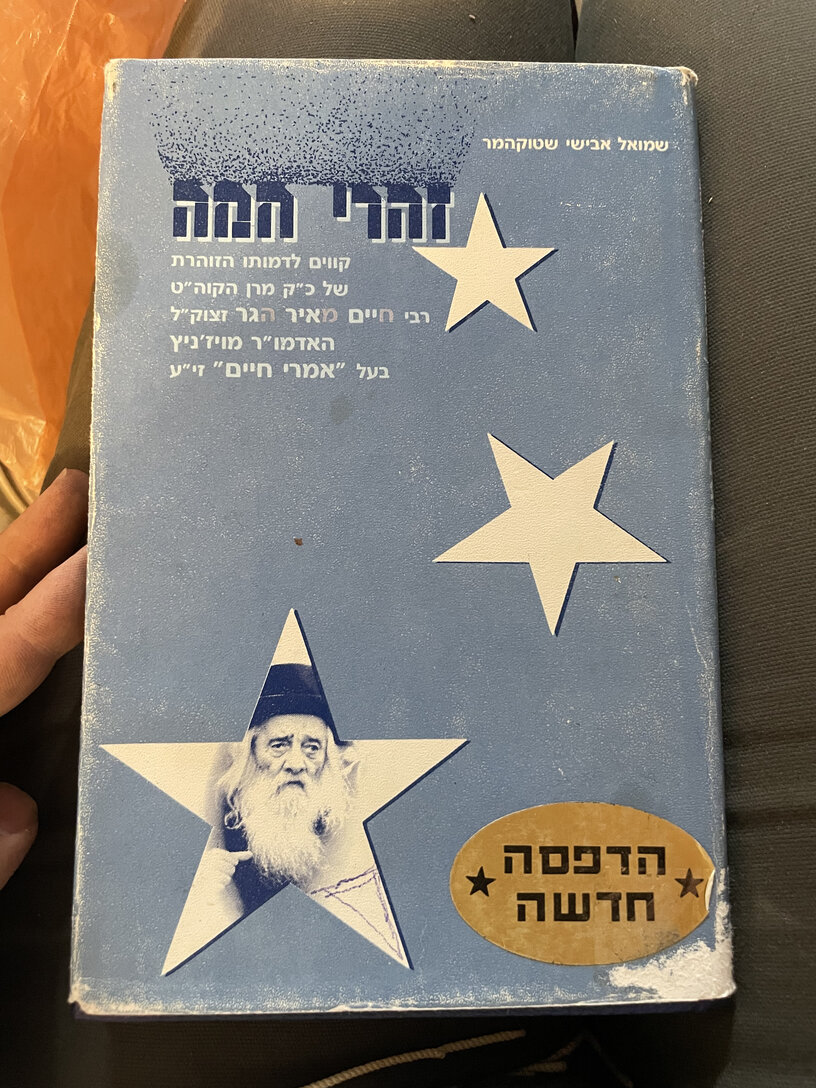 שמואל אבישי שטוקהמר
זהרי חמה
קווים לדמותו הזוהרת
של כ״ק מרן הקוה״ט
רבי חיים מאיר הגר זצוק״ל
האדמו״ר מויז׳ניץ
בעל ״אמרי חיים״ זי״ע
הדפסה
חדשה